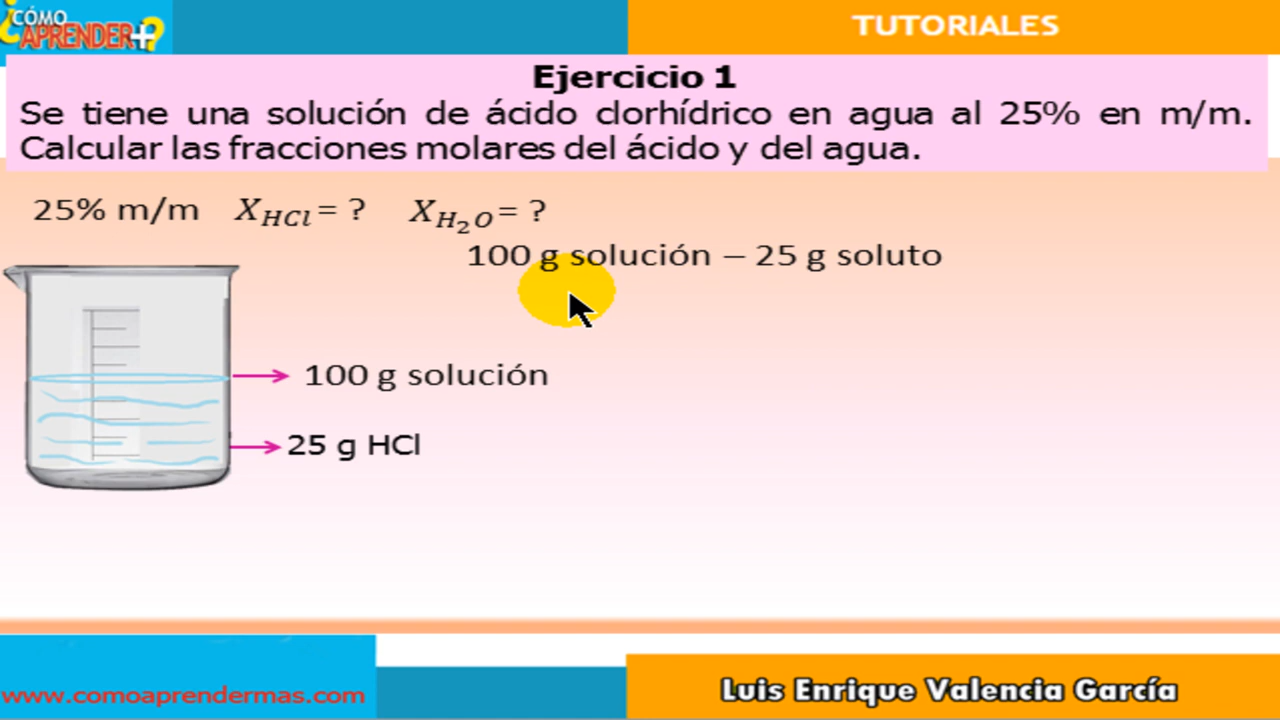 ¿CÓMO
APRENDER+?
TUTORIALES
Ejercicio 1
Se tiene una solución de ácido clorhídrico en agua al 25% en m/m.
Calcular las fracciones molares del ácido y del agua.
25% m/m X_HCl = ? X_H₂O = ?
100 g solución – 25 g soluto
100 g solución
25 g HCl
www.comoaprendermas.com
Luis Enrique Valencia García